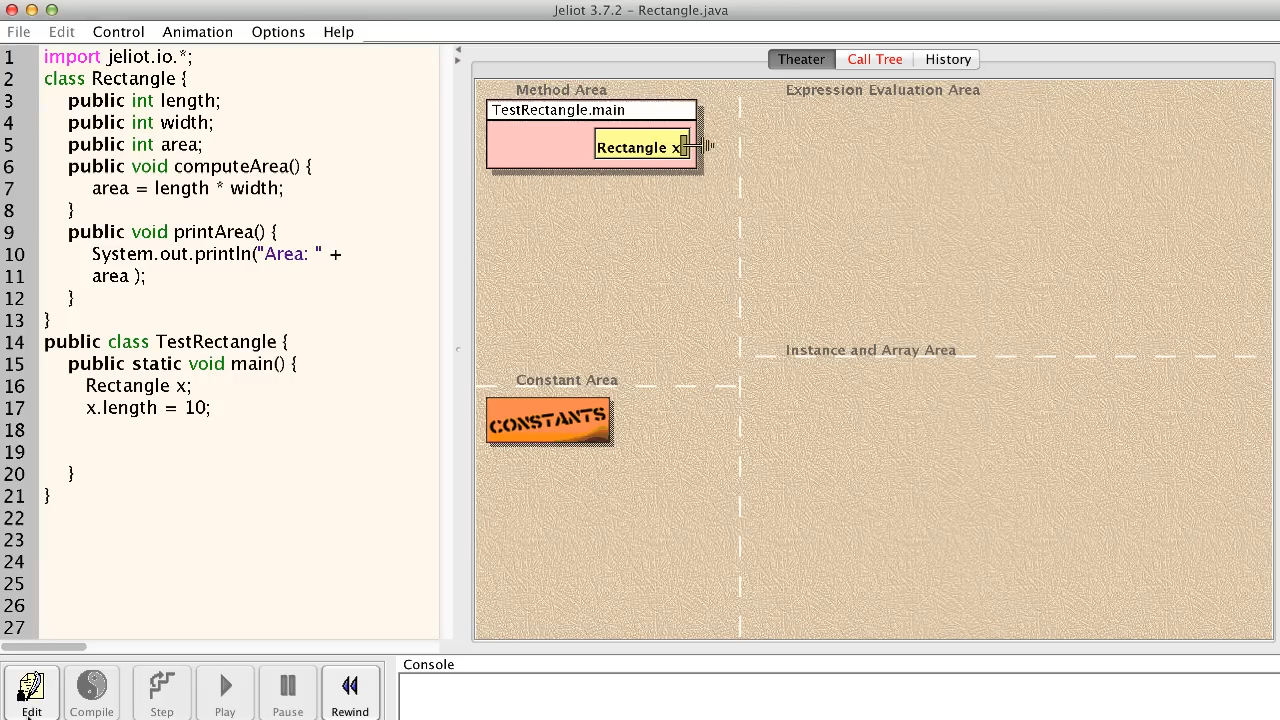 Jeliot 3.7.2 - Rectangle.java
File Edit Control Animation Options Help
1 import jeliot.io.*;
2 class Rectangle {
3 public int length;
4 public int width;
5 public int area;
6 public void computeArea() {
7 area = length * width;
8 }
9 public void printArea() {
10 System.out.println("Area: " +
11 area );
12 }
13 }
14 public class TestRectangle {
15 public static void main() {
16 Rectangle x;
17 x.length = 10;
18
19
20 }
21 }
22
23
24
25
26
27
Theater Call Tree History
Method Area
Expression Evaluation Area
TestRectangle.main
Rectangle x
Instance and Array Area
Constant Area
CONSTANTS
Edit Compile Step Play Pause Rewind
Console